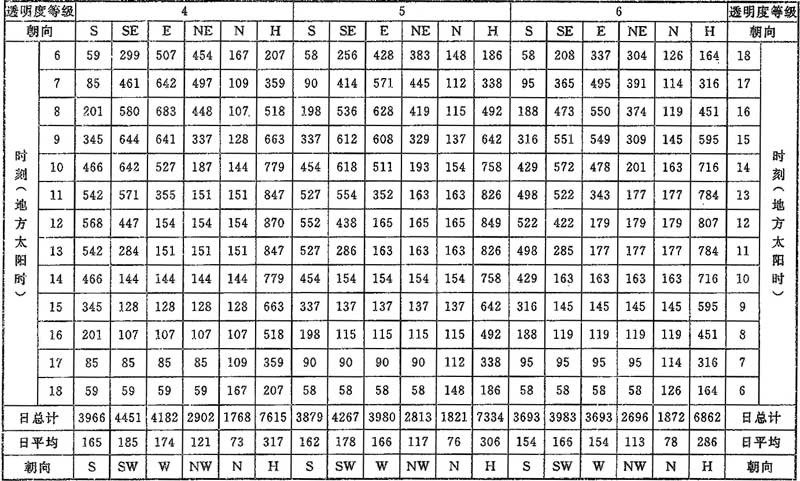 透明度等级 4 5 6 透明度等级
朝向 S SE E NE N H S SE E NE N H S SE E NE N H 朝向
时刻(地方太阳时)
6 59 299 507 454 167 207 58 256 428 383 148 186 58 208 337 304 126 164 18
7 85 461 642 497 109 359 90 414 571 445 112 338 95 365 495 391 114 316 17
8 201 580 683 448 107 518 198 536 628 419 115 492 188 473 550 374 119 451 16
9 345 644 641 337 128 663 337 612 608 329 137 642 316 551 549 309 145 595 15
10 466 642 527 187 144 779 454 618 511 193 154 758 429 572 478 201 163 716 14
11 542 571 355 151 151 847 527 554 352 163 163 826 498 522 343 177 177 784 13
12 568 447 154 154 154 870 552 438 165 165 165 849 522 422 179 179 179 807 12
13 542 284 151 151 151 847 527 286 163 163 163 826 498 285 177 177 177 784 11
14 466 144 144 144 144 779 454 154 154 154 154 758 429 163 163 163 163 716 10
15 345 128 128 128 128 663 337 137 137 137 137 642 316 145 145 145 145 595 9
16 201 107 107 107 107 518 198 115 115 115 115 492 188 119 119 119 119 451 8
17 85 85 85 85 109 359 90 90 90 90 112 338 95 95 95 95 114 316 7
18 59 59 59 59 167 207 58 58 58 58 148 186 58 58 58 58 126 164 6
时刻(地方太阳时)
日总计 3966 4451 4182 2902 1768 7615 3879 4267 3980 2813 1821 7334 3693 3983 3693 2696 1872 6862 日总计
日平均 165 185 174 121 73 317 162 178 166 117 76 306 154 166 154 113 78 286 日平均
朝向 S SW W NW N H S SW W NW N H S SW W NW N H 朝向